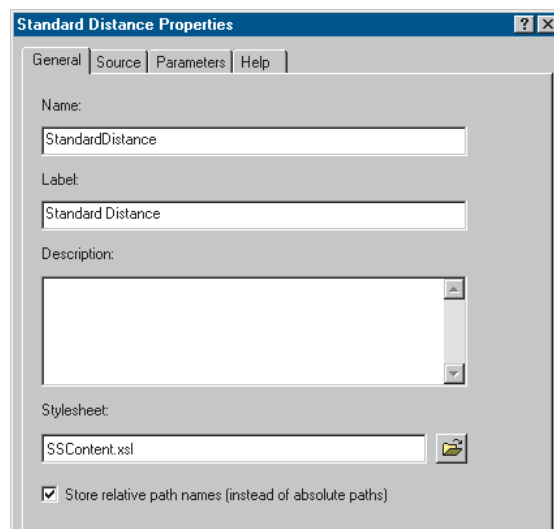 Standard Distance Properties
General Source Parameters Help
Name:
StandardDistance
Label:
Standard Distance
Description:
Stylesheet:
SSContent.xsl
Store relative path names (instead of absolute paths)